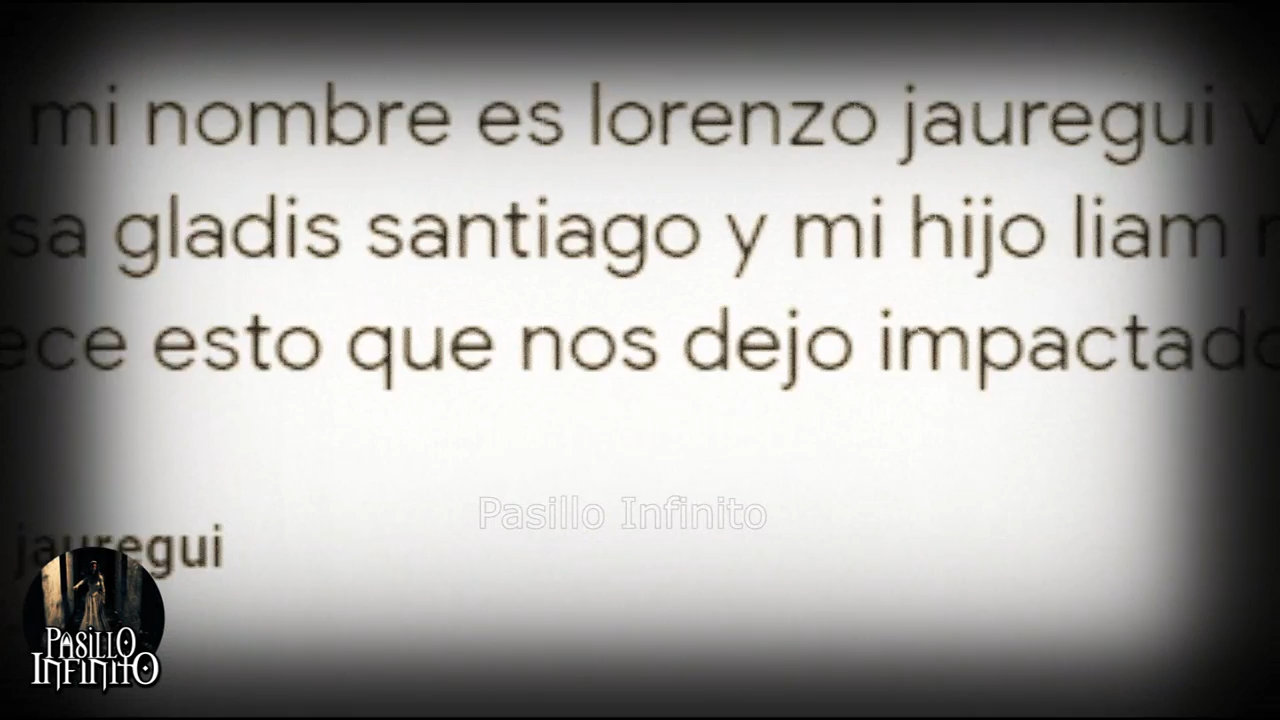 mi nombre es lorenzo jauregui
gladis santiago y mi hijo liam
esto que nos dejo impactado
Pasillo Infinito
jauregui
PASILLO
INFINITO